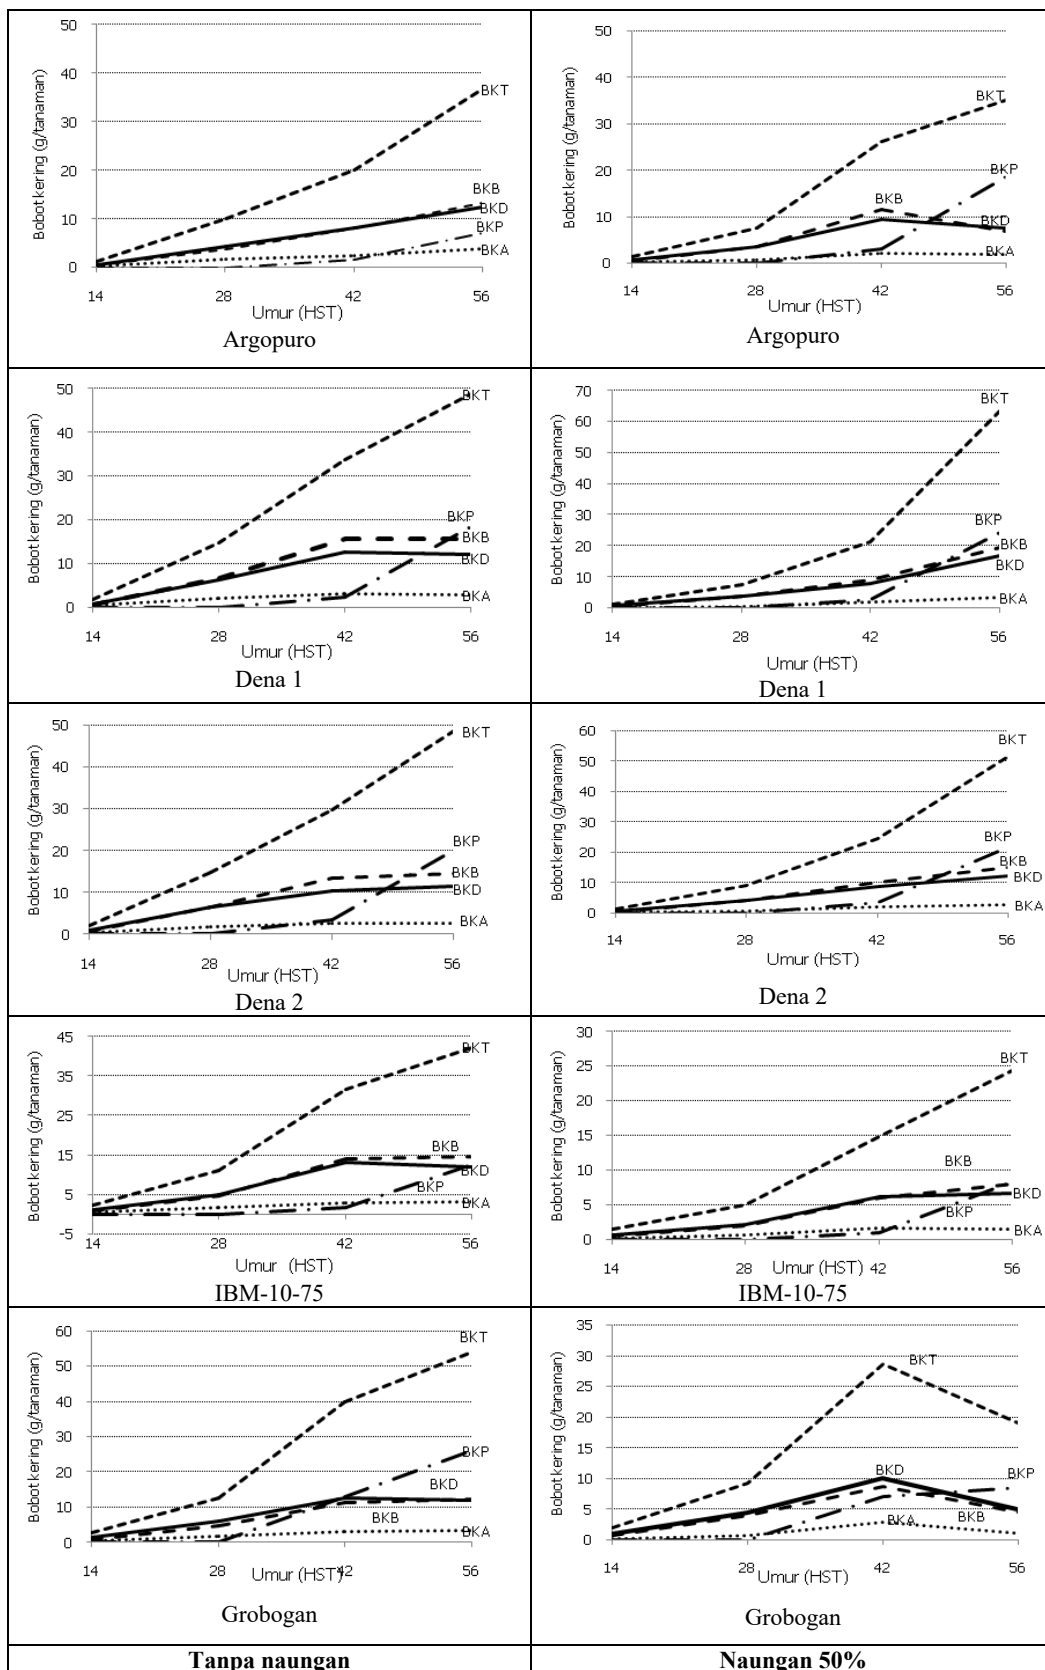 50
40
30
20
10
0
Bobot kering (g/tanaman)
BKT
BKB
BKD
BKP
BKA
14 28 42 56
Umur (HST)
Argopuro
50
40
30
20
10
0
Bobot kering (g/tanaman)
BKT
BKP
BKB
BKD
BKA
14 28 42 56
Umur (HST)
Argopuro
50
40
30
20
10
0
Bobot kering (g/tanaman)
BKT
BKP
BKB
BKD
BKA
14 28 42 56
Umur (HST)
Dena 1
70
60
50
40
30
20
10
0
Bobot kering (g/tanaman)
BKT
BKP
BKB
BKD
BKA
14 28 42 56
Umur (HST)
Dena 1
50
40
30
20
10
0
Bobot kering (g/tanaman)
BKT
BKP
BKB
BKD
BKA
14 28 42 56
Umur (HST)
Dena 2
60
50
40
30
20
10
0
Bobot kering (g/tanaman)
BKT
BKP
BKB
BKD
BKA
14 28 42 56
Umur (HST)
Dena 2
45
35
25
15
5
-5
Bobot kering (g/tanaman)
BKT
BKB
BKD
BKP
BKA
14 28 42 56
Umur (HST)
IBM-10-75
30
25
20
15
10
5
0
Bobot kering (g/tanaman)
BKT
BKB
BKD
BKP
BKA
14 28 42 56
Umur (HST)
IBM-10-75
60
50
40
30
20
10
0
Bobot kering (g/tanaman)
BKT
BKP
BKD
BKB
BKA
14 28 42 56
Umur (HST)
Grobogan
35
30
25
20
15
10
5
0
Bobot kering (g/tanaman)
BKT
BKD
BKP
BKA
BKB
14 28 42 56
Umur (HST)
Grobogan
Tanpa naungan
Naungan 50%